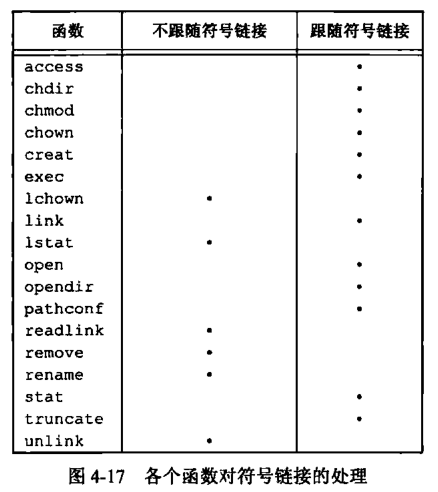 函数 不跟随符号链接 跟随符号链接
access •
chdir •
chmod •
chown •
creat •
exec •
lchown •
link •
lstat •
open •
opendir •
pathconf •
readlink •
remove •
rename •
stat •
truncate •
unlink •
图 4-17 各个函数对符号链接的处理